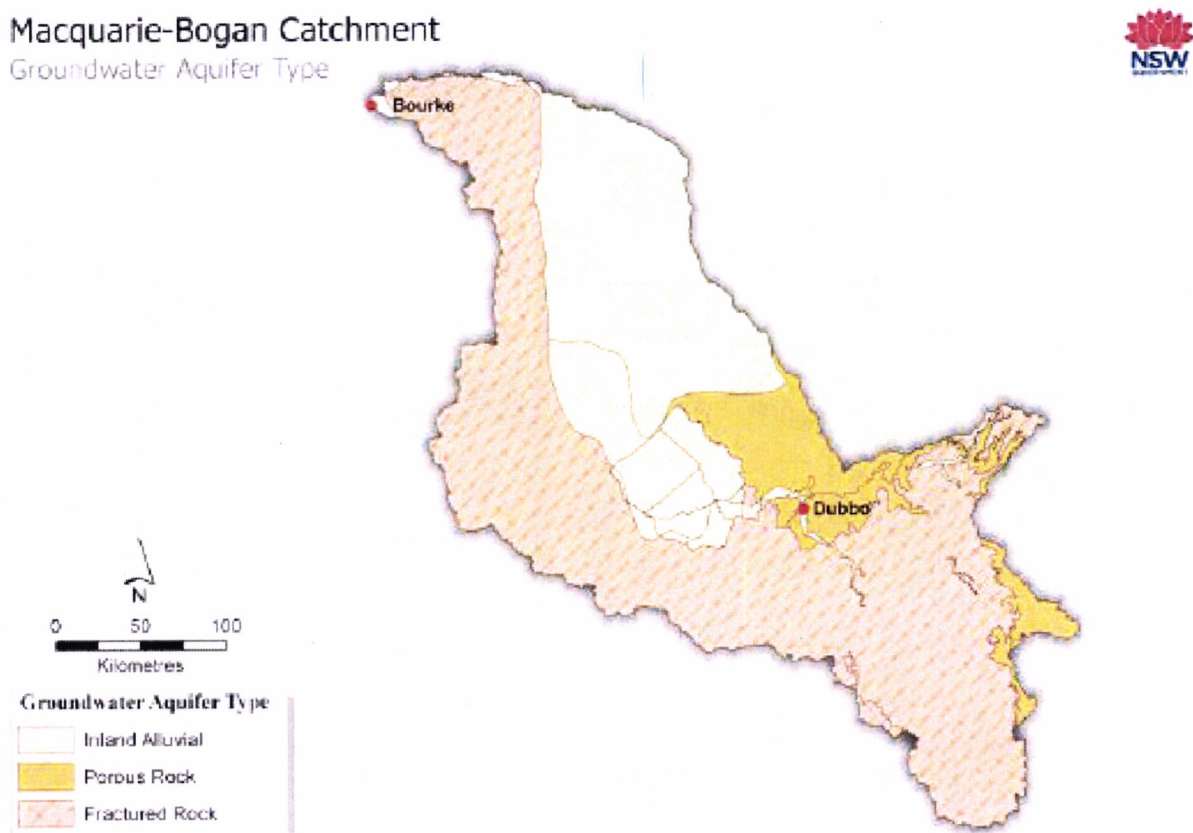 Macquarie-Bogan Catchment
Groundwater Aquifer Type
NSW
GOVERNMENT
Bourke
Dubbo
N
0 50 100
Kilometres
Groundwater Aquifer Type
Inland Alluvial
Porous Rock
Fractured Rock